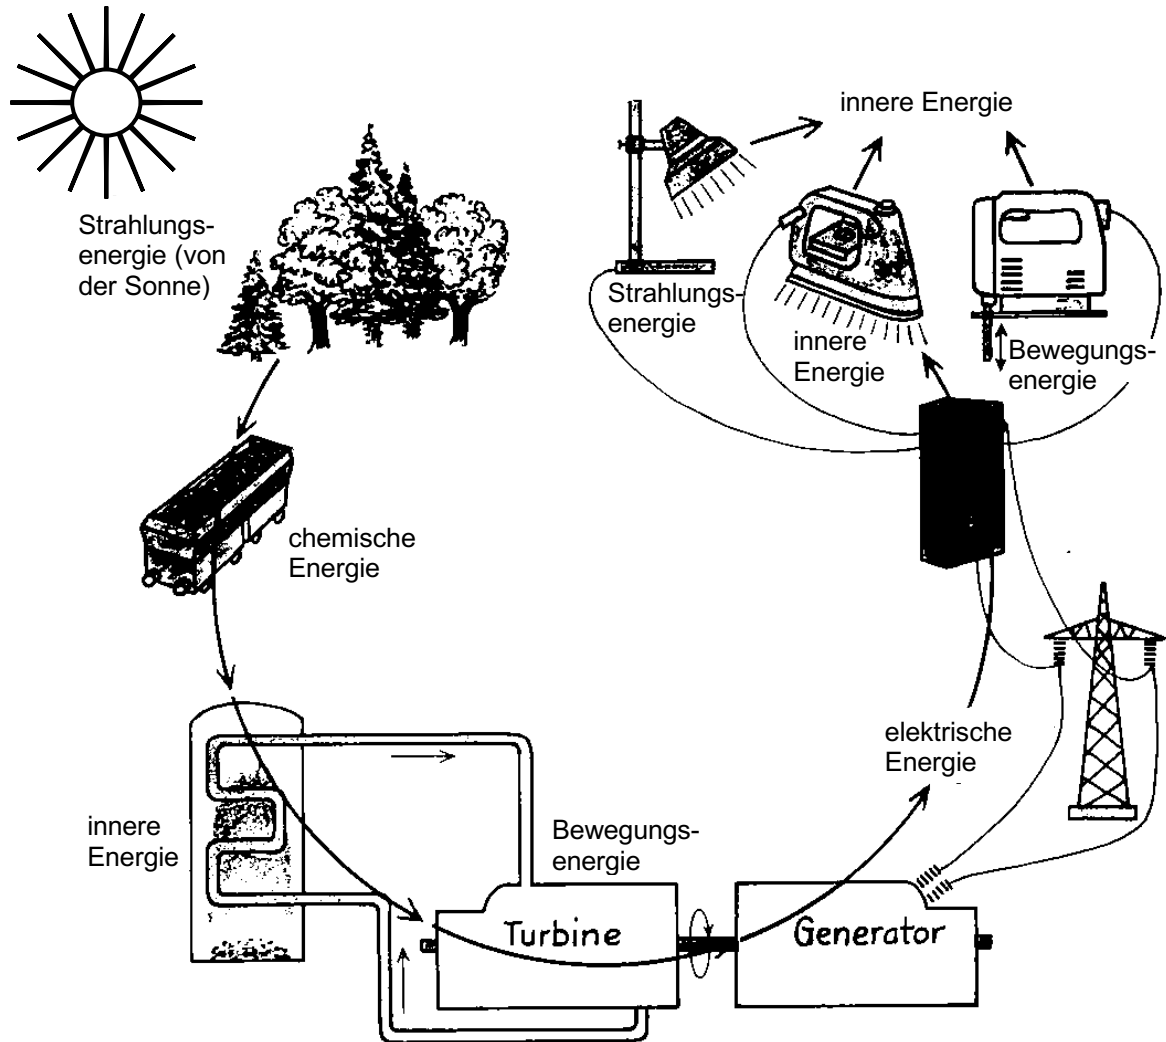 Strahlungs-
energie (von
der Sonne)
innere Energie
Strahlungs-
energie
innere
Energie
Bewegungs-
energie
chemische
Energie
elektrische
Energie
innere
Energie
Bewegungs-
energie
Turbine
Generator